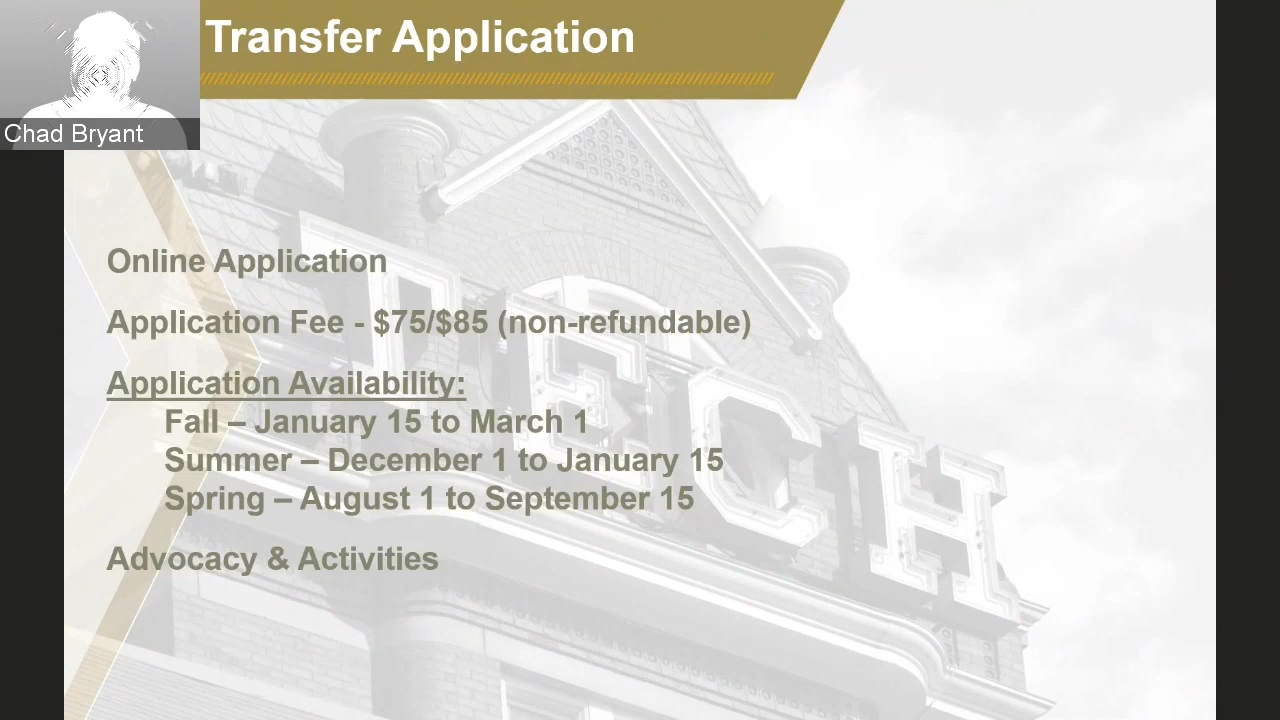 Transfer Application
Chad Bryant
Online Application
Application Fee - $75/$85 (non-refundable)
Application Availability:
Fall – January 15 to March 1
Summer – December 1 to January 15
Spring – August 1 to September 15
Advocacy & Activities
TECH